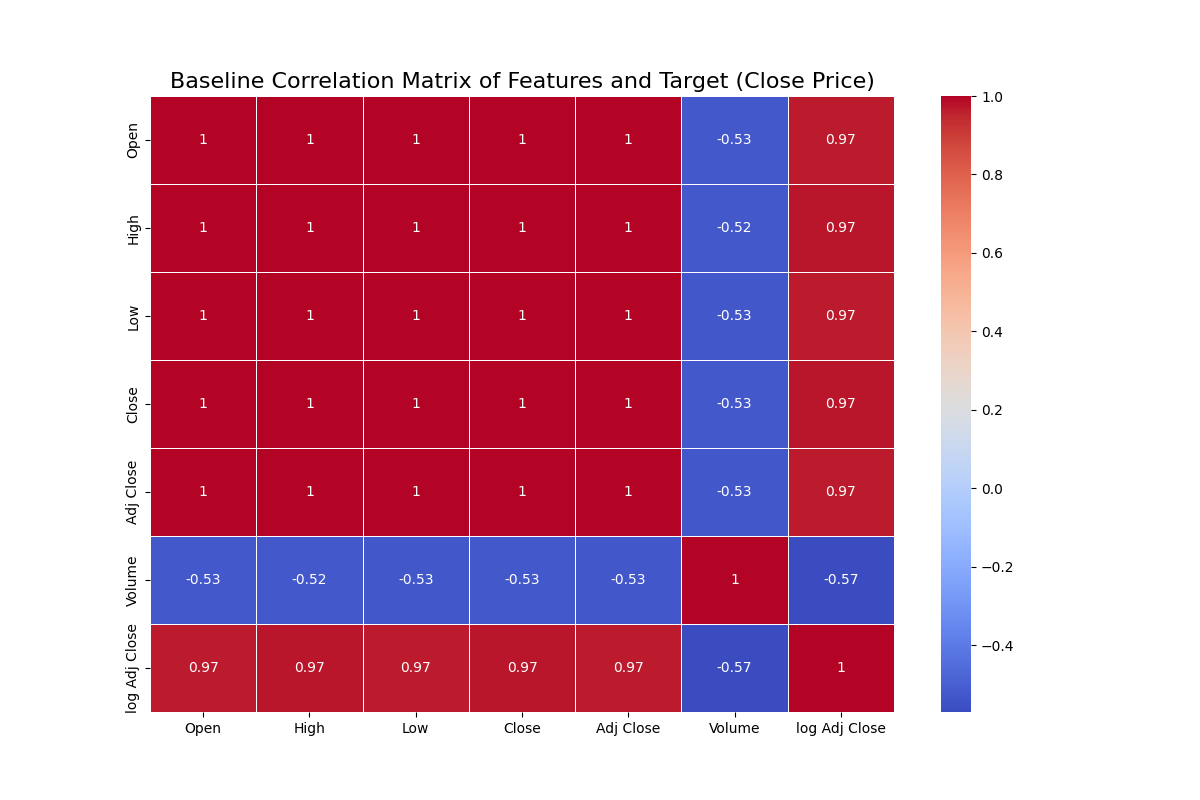 Baseline Correlation Matrix of Features and Target (Close Price)
Open 1 1 1 1 1 -0.53 0.97
High 1 1 1 1 1 -0.52 0.97
Low 1 1 1 1 1 -0.53 0.97
Close 1 1 1 1 1 -0.53 0.97
Adj Close 1 1 1 1 1 -0.53 0.97
Volume -0.53 -0.52 -0.53 -0.53 -0.53 1 -0.57
log Adj Close 0.97 0.97 0.97 0.97 0.97 -0.57 1
Open High Low Close Adj Close Volume log Adj Close
1.0
0.8
0.6
0.4
0.2
0.0
−0.2
−0.4